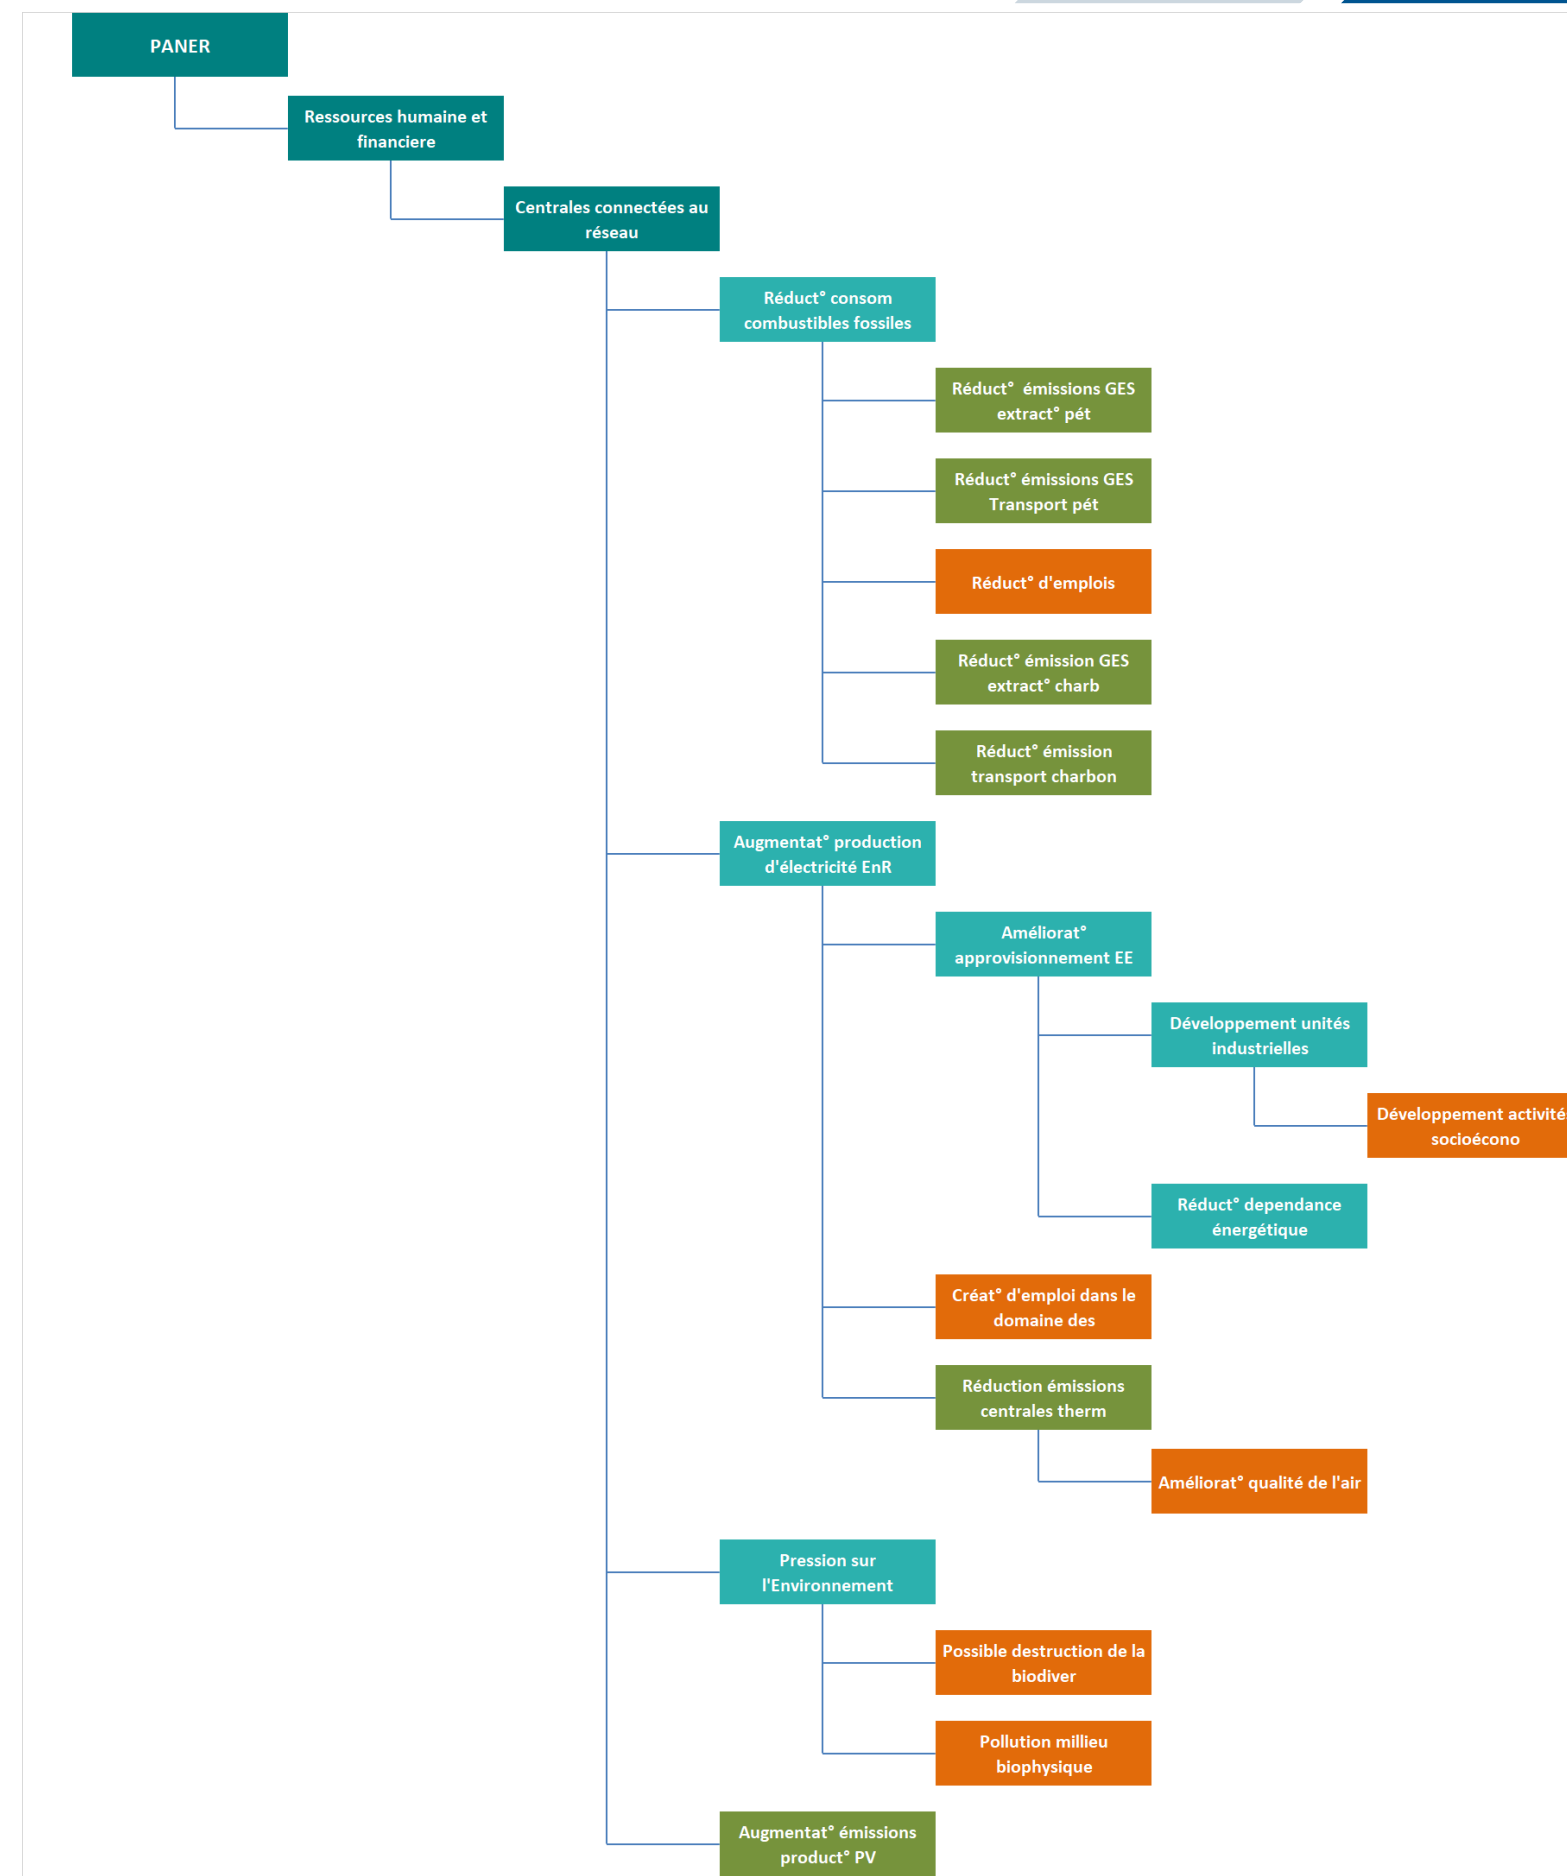 PANER
Ressources humaine et
financiere
Centrales connectées au
réseau
Réduct° consom
combustibles fossiles
Réduct°  émissions GES
extract° pét
Réduct° émissions GES
Transport pét
Réduct° d'emplois
Réduct° émission GES
extract° charb
Réduct° émission
transport charbon
Augmentat° production
d'électricité EnR
Améliorat°
approvisionnement EE
Développement unités
industrielles
Développement activité
socioécono
Réduct° dependance
énergétique
Créat° d'emploi dans le
domaine des
Réduction émissions
centrales therm
Améliorat° qualité de l'air
Pression sur
l'Environnement
Possible destruction de la
biodiver
Pollution millieu
biophysique
Augmentat° émissions
product° PV